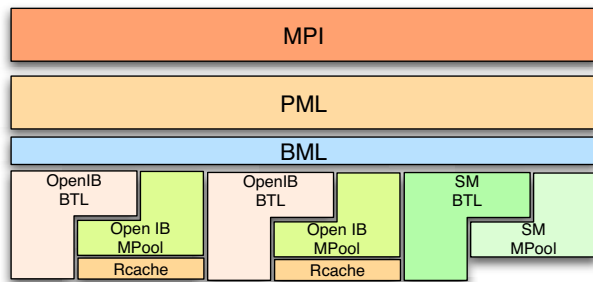 MPI
PML
BML
OpenIB
BTL
Open IB
MPool
Rcache
OpenIB
BTL
Open IB
MPool
Rcache
SM
BTL
SM
MPool